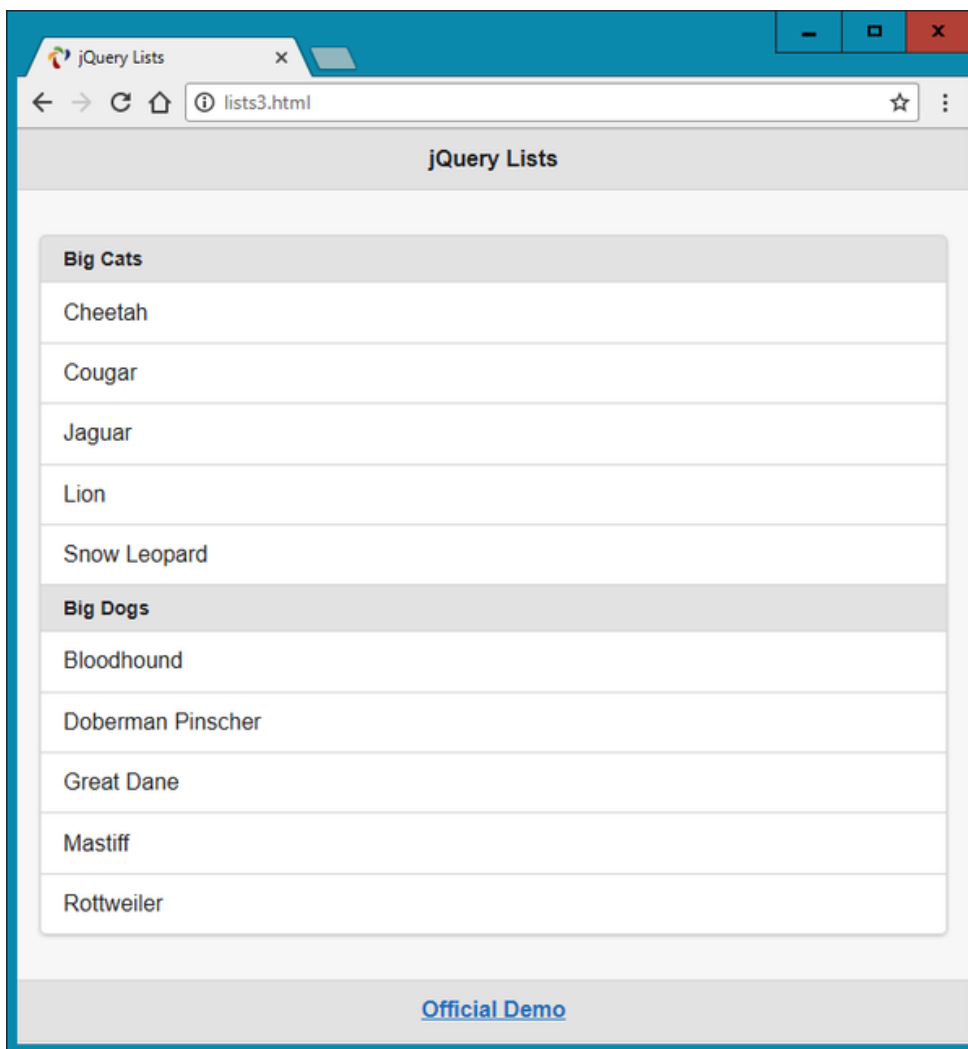 jQuery Lists
lists3.html
jQuery Lists
Big Cats
Cheetah
Cougar
Jaguar
Lion
Snow Leopard
Big Dogs
Bloodhound
Doberman Pinscher
Great Dane
Mastiff
Rottweiler
Official Demo